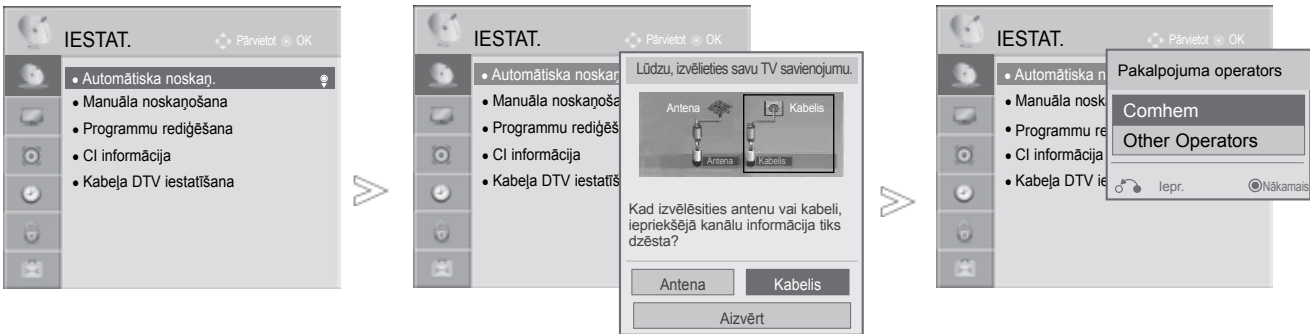 IESTAT.
Pārvietot OK
• Automātiska noskaņ.
• Manuāla noskaņošana
• Programmu rediģēšana
• CI informācija
• Kabeļa DTV iestatīšana
IESTAT.
Pārvietot OK
• Automātiska noskaņ
• Manuāla noskaņoša
• Programmu rediģēš
• CI informācija
• Kabeļa DTV iestatīš
Lūdzu, izvēlieties savu TV savienojumu.
Antena
Kabelis
Antena
Kabelis
Kad izvēlēsities antenu vai kabeli,
iepriekšējā kanālu informācija tiks
dzēsta?
Antena
Kabelis
Aizvērt
IESTAT.
Pārvietot OK
• Automātiska n
• Manuāla nosk
• Programmu re
• CI informācija
• Kabeļa DTV ie
Pakalpojuma operators
Comhem
Other Operators
Iepr.
Nākamais